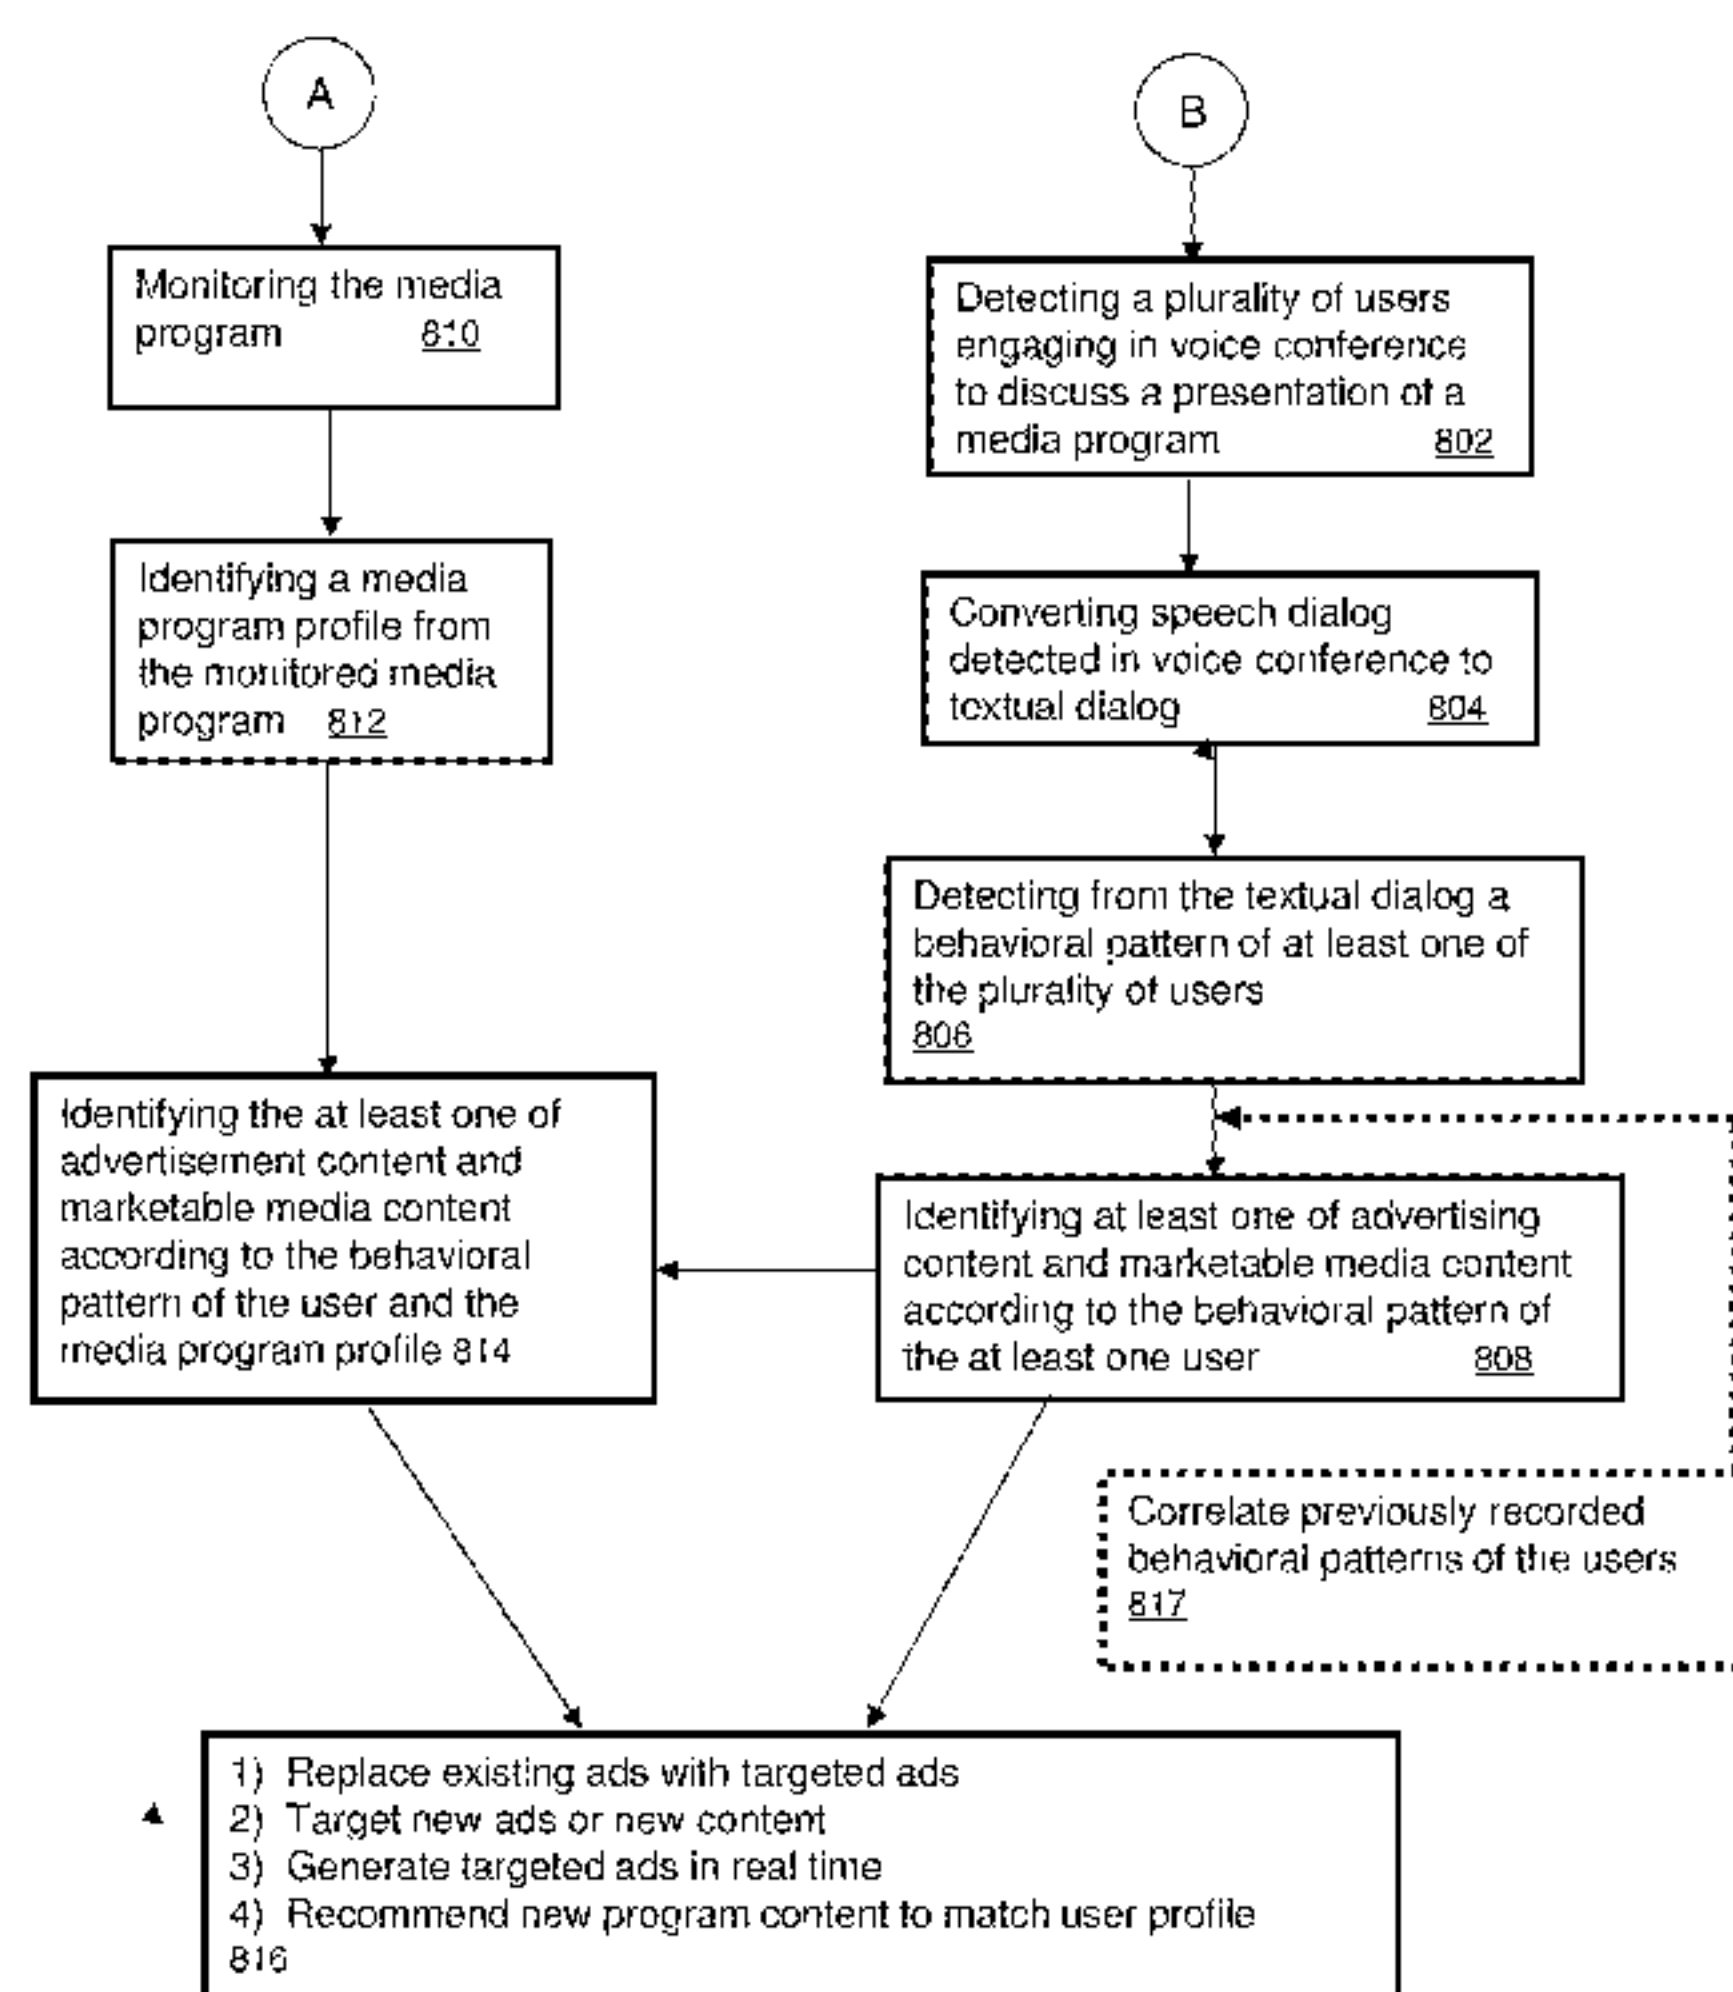 A
B
Monitoring the media
program 810
Detecting a plurality of users
engaging in voice conference
to discuss a presentation of a
media program 802
Identifying a media
program profile from
the monitored media
program 812
Converting speech dialog
detected in voice conference to
textual dialog 804
Detecting from the textual dialog a
behavioral pattern of at least one of
the plurality of users
806
Identifying the at least one of
advertisement content and
marketable media content
according to the behavioral
pattern of the user and the
media program profile 814
Identifying at least one of advertising
content and marketable media content
according to the behavioral pattern of
the at least one user 808
Correlate previously recorded
behavioral patterns of the users
817
1) Replace existing ads with targeted ads
2) Target new ads or new content
3) Generate targeted ads in real time
4) Recommend new program content to match user profile
816